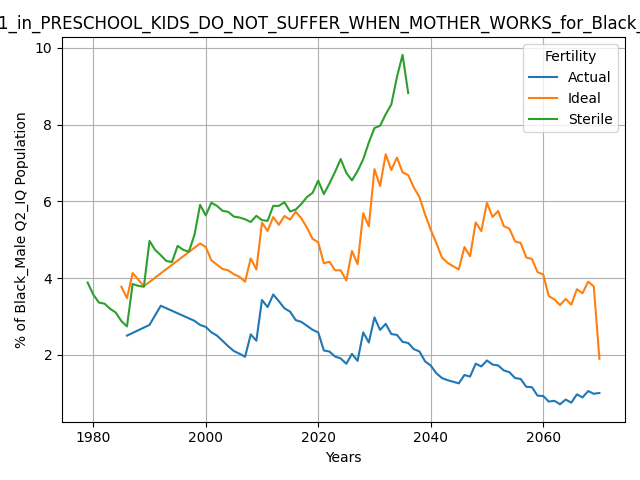 1_in_PRESCHOOL_KIDS_DO_NOT_SUFFER_WHEN_MOTHER_WORKS_for_Black_
Fertility
Actual
Ideal
Sterile
% of Black_Male Q2_IQ Population
10
8
6
4
2
1980
2000
2020
2040
2060
Years